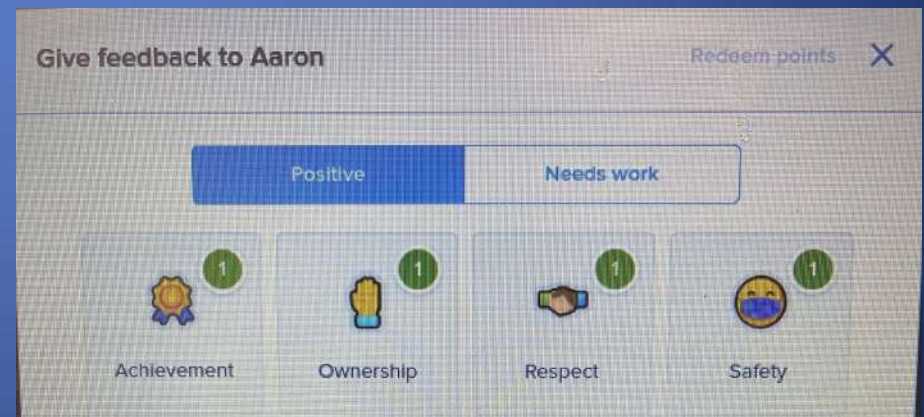 Give feedback to Aaron
Redeem points
Positive
Needs work
1
1
1
1
Achievement
Ownership
Respect
Safety